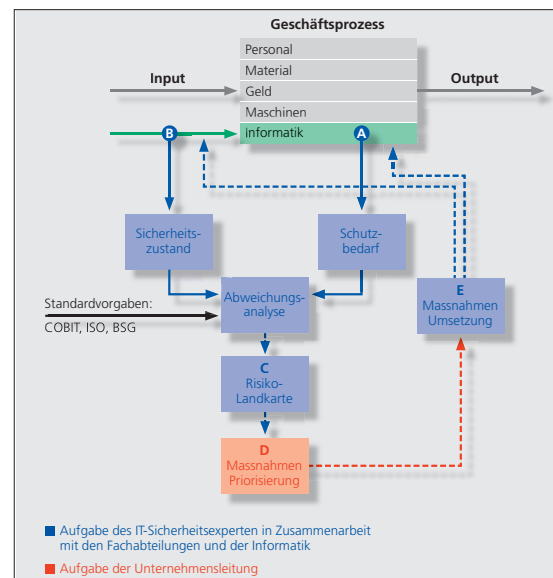 Geschäftsprozess
Personal
Material
Input
Geld
Output
Maschinen
B
informatik
A
Sicherheits-
zustand
Schutz-
bedarf
Abweichungs-
analyse
E
Massnahmen
Umsetzung
Standardvorgaben:
COBIT, ISO, BSG
C
Risiko-
Landkarte
D
Massnahmen
Priorisierung
Aufgabe des IT-Sicherheitsexperten in Zusammenarbeit
mit den Fachabteilungen und der Informatik
Aufgabe der Unternehmensleitung